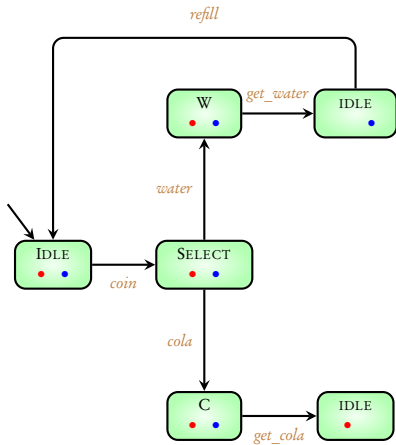 refill
W
get_water
IDLE
water
IDLE
coin
SELECT
cola
C
get_cola
IDLE